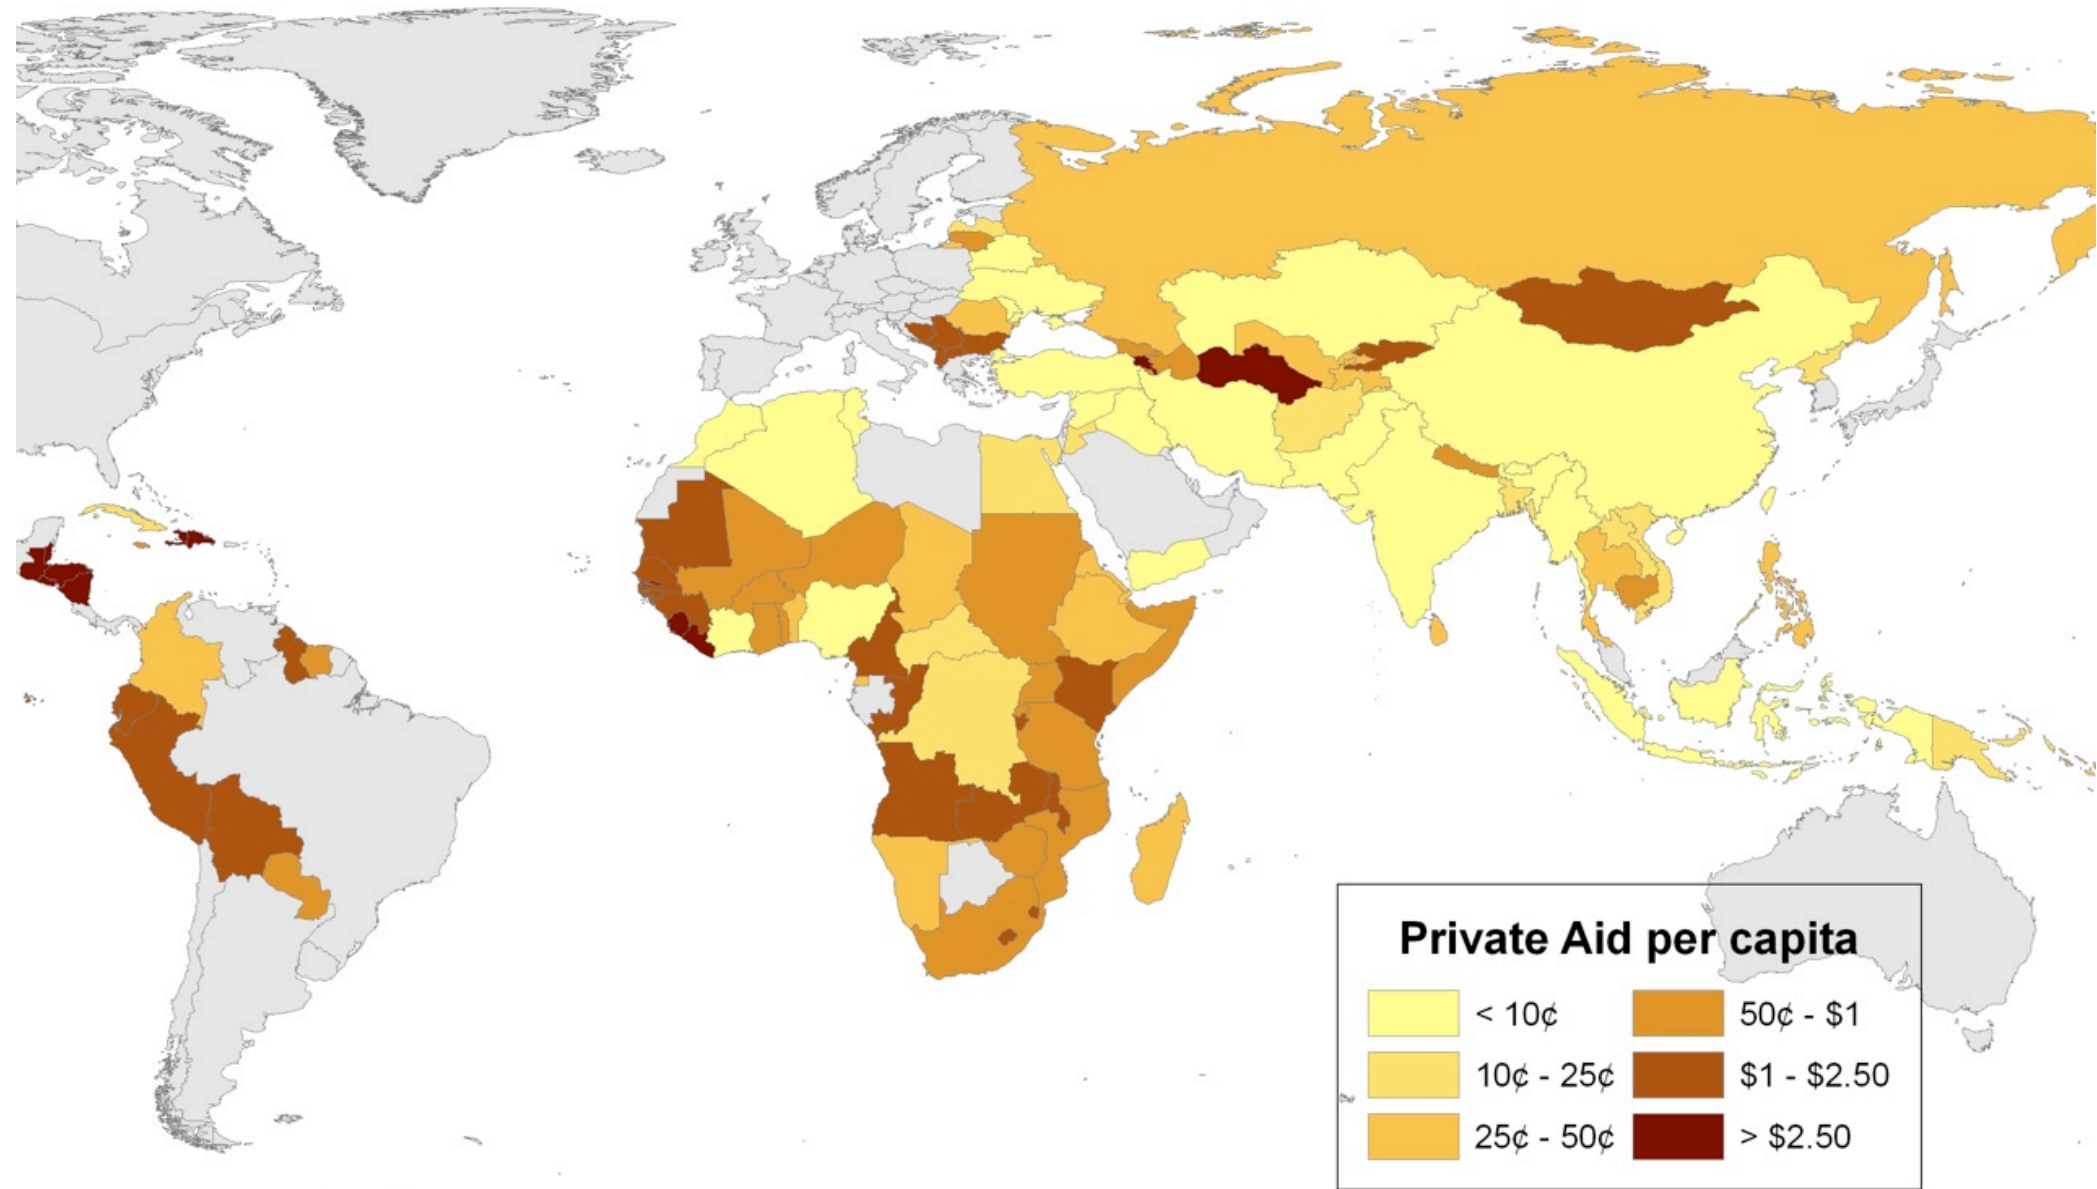 Private Aid per capita
< 10¢ 50¢ - $1
10¢ - 25¢ $1 - $2.50
25¢ - 50¢ > $2.50